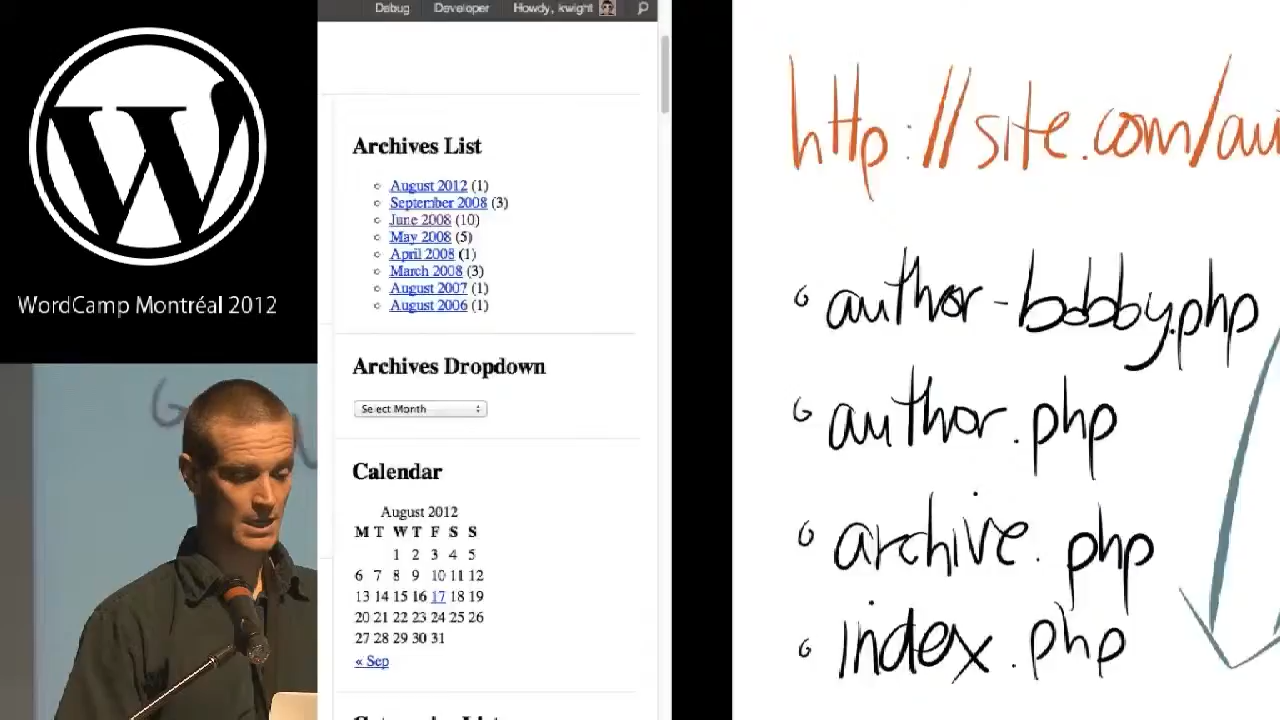 Debug Developer Howdy, kwight
WordCamp Montréal 2012
Archives List
August 2012 (1)
September 2008 (3)
June 2008 (10)
May 2008 (5)
April 2008 (1)
March 2008 (3)
August 2007 (1)
August 2006 (1)
Archives Dropdown
Select Month
Calendar
August 2012
M T W T F S S
1 2 3 4 5
6 7 8 9 10 11 12
13 14 15 16 17 18 19
20 21 22 23 24 25 26
27 28 29 30 31
« Sep
http://site.com/au
author-bobby.php
author.php
archive.php
index.php